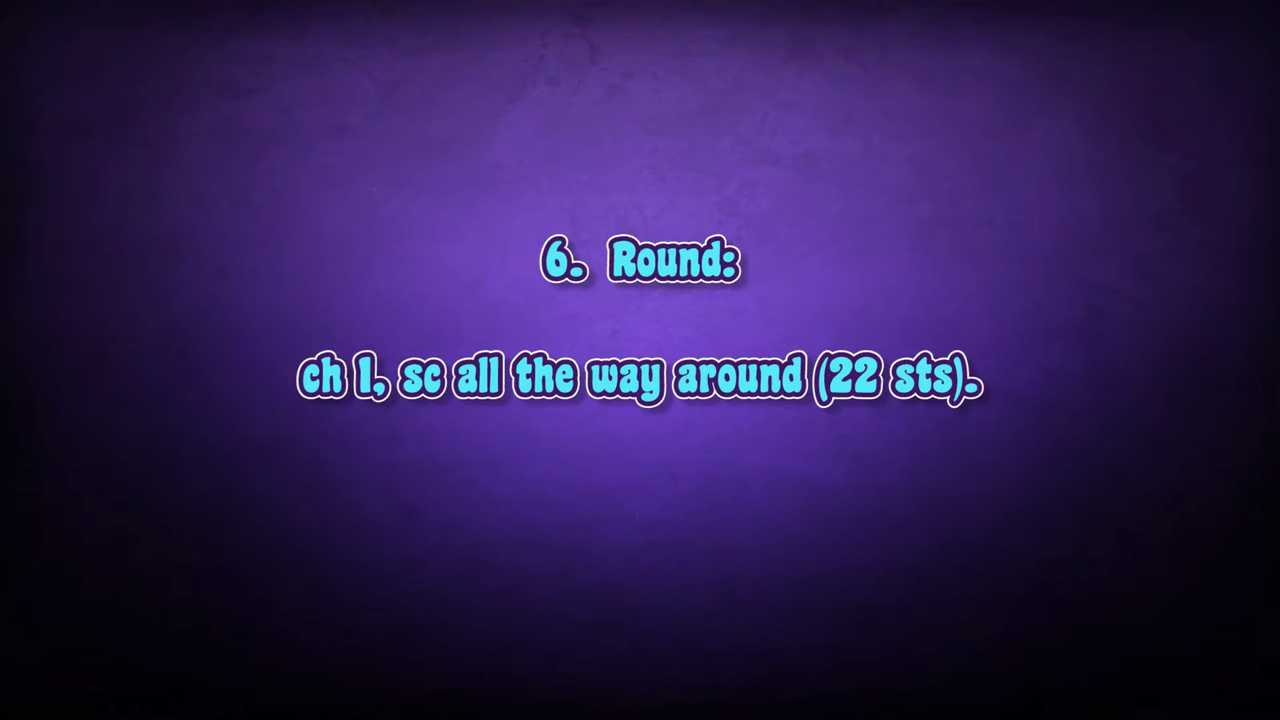 6. Round:
ch 1, sc all the way around (22 sts).